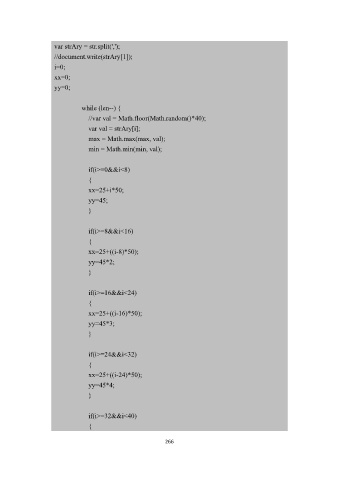 var strAry = str.split(',');
//document.write(strAry[1]);
i=0;
xx=0;
yy=0;
while (len--) {
//var val = Math.floor(Math.random()*40);
var val = strAry[i];
max = Math.max(max, val);
min = Math.min(min, val);
if(i>=0&&i<8)
{
xx=25+i*50;
yy=45;
}
if(i>=8&&i<16)
{
xx=25+((i-8)*50);
yy=45*2;
}
if(i>=16&&i<24)
{
xx=25+((i-16)*50);
yy=45*3;
}
if(i>=24&&i<32)
{
xx=25+((i-24)*50);
yy=45*4;
}
if(i>=32&&i<40)
{
266